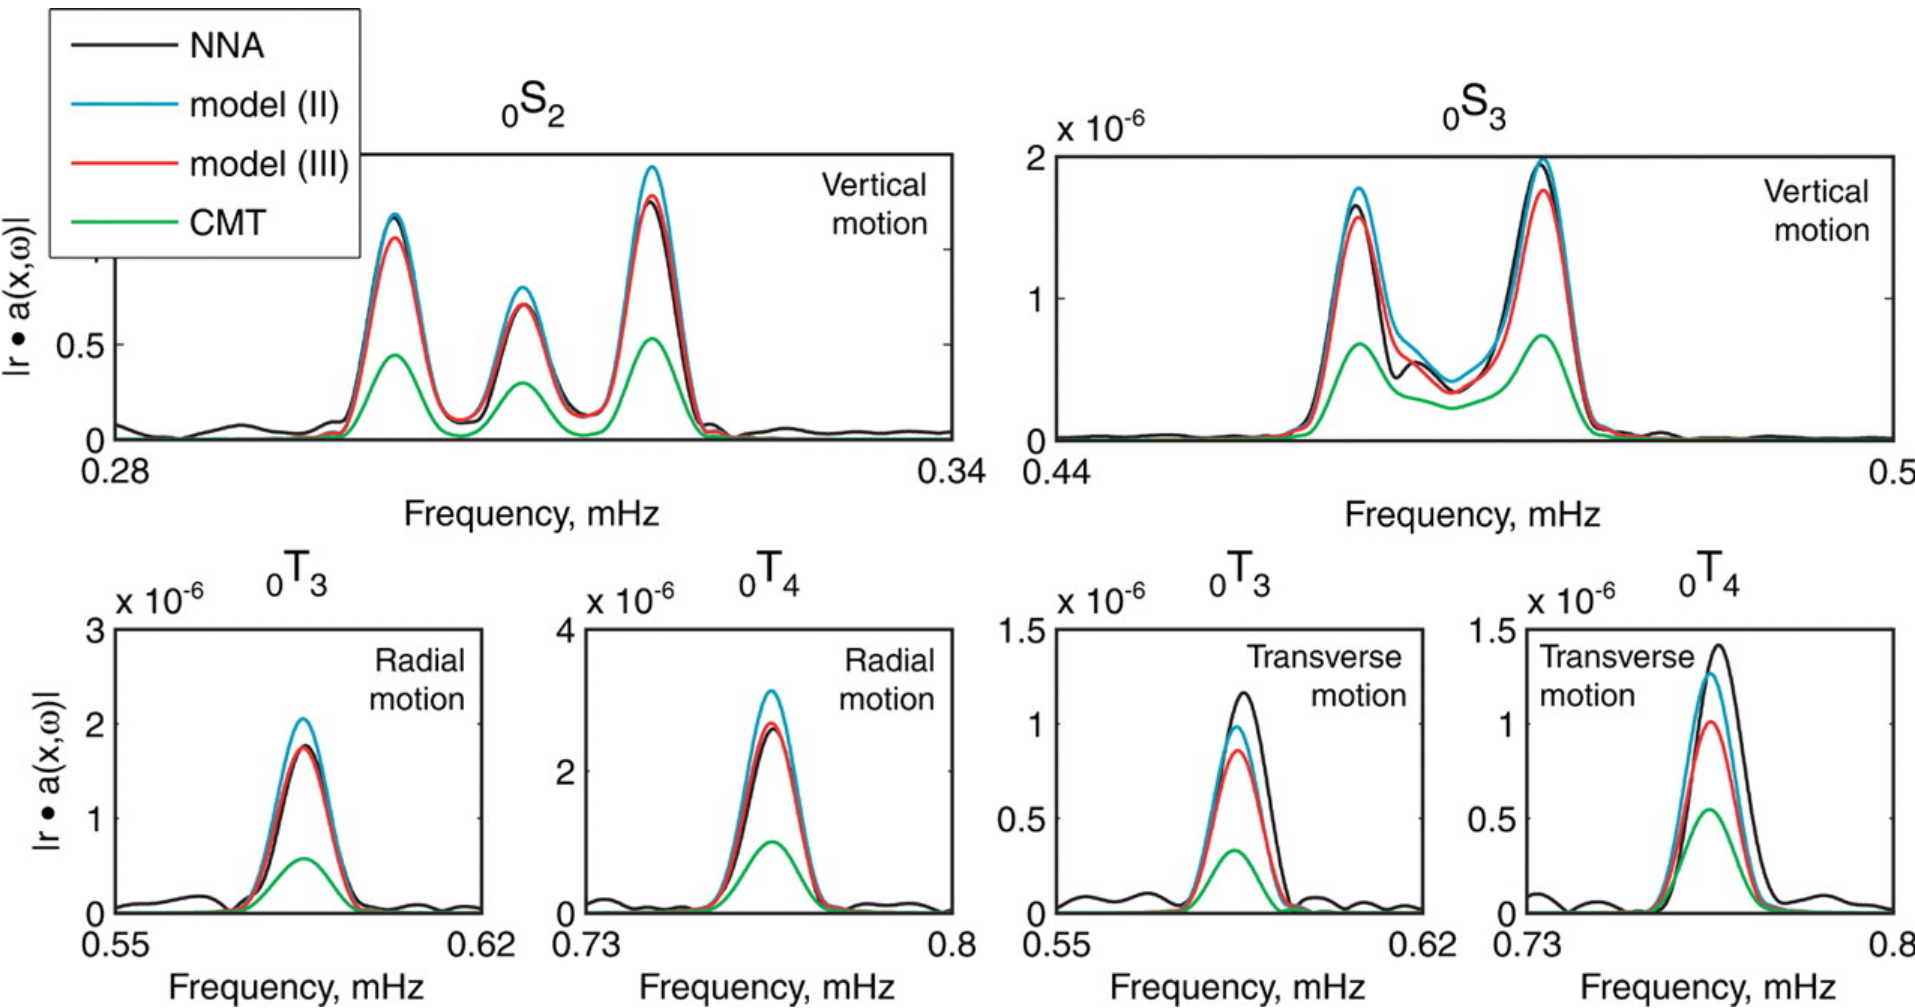 NNA
model (II)
model (III)
CMT
0S2
Vertical
motion
1
0.5
0
0.28
0.34
Frequency, mHz
|r • a(x,ω)|
0S3
x 10-6
Vertical
motion
2
1
0
0.44
0.5
Frequency, mHz
0T3
x 10-6
Radial
motion
3
2
1
0
0.55
0.62
Frequency, mHz
|r • a(x,ω)|
0T4
x 10-6
Radial
motion
4
2
0
0.73
0.8
Frequency, mHz
0T3
x 10-6
Transverse
motion
1.5
1
0.5
0
0.55
0.62
Frequency, mHz
0T4
x 10-6
Transverse
motion
1.5
1
0.5
0
0.73
0.8
Frequency, mHz